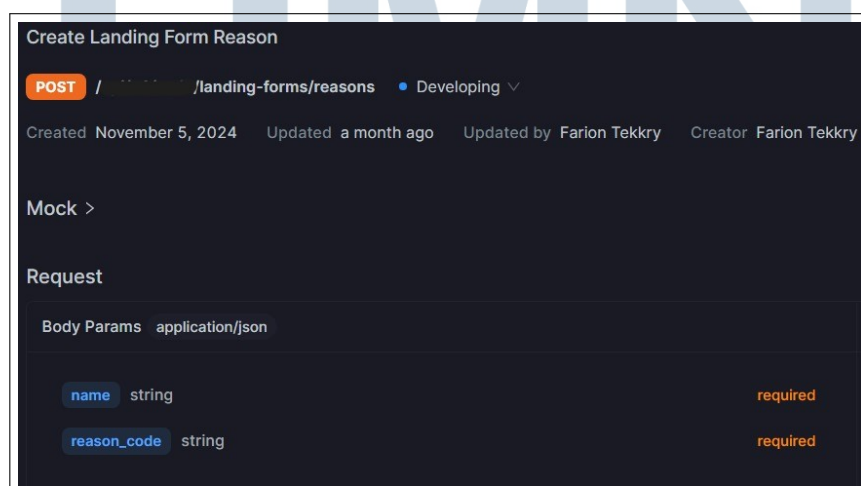 Create Landing Form Reason
POST / /landing-forms/reasons Developing
Created November 5, 2024 Updated a month ago Updated by Farion Tekkry Creator Farion Tekkry
Mock >
Request
Body Params application/json
name string required
reason_code string required